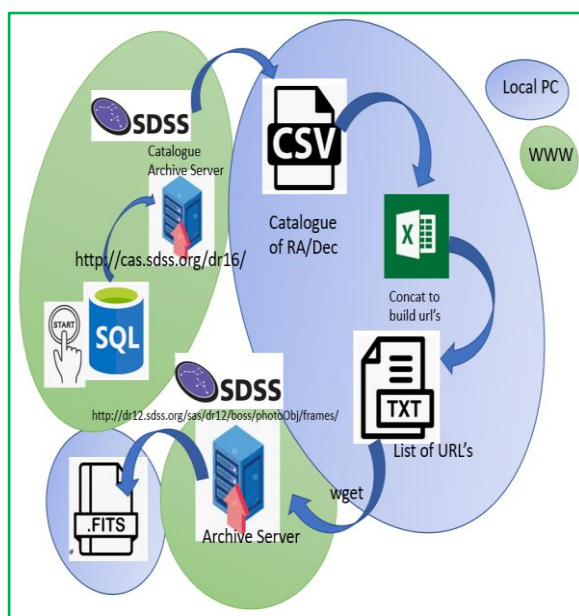 SDSS
Catalogue
Archive Server
http://cas.sdss.org/dr16/
START
SQL
CSV
Catalogue
of RA/Dec
Local PC
WWW
X
Concat to
build url's
TXT
List of URL's
wget
SDSS
http://dr12.sdss.org/sas/dr12/boss/photoObj/frames/
Archive Server
.FITS